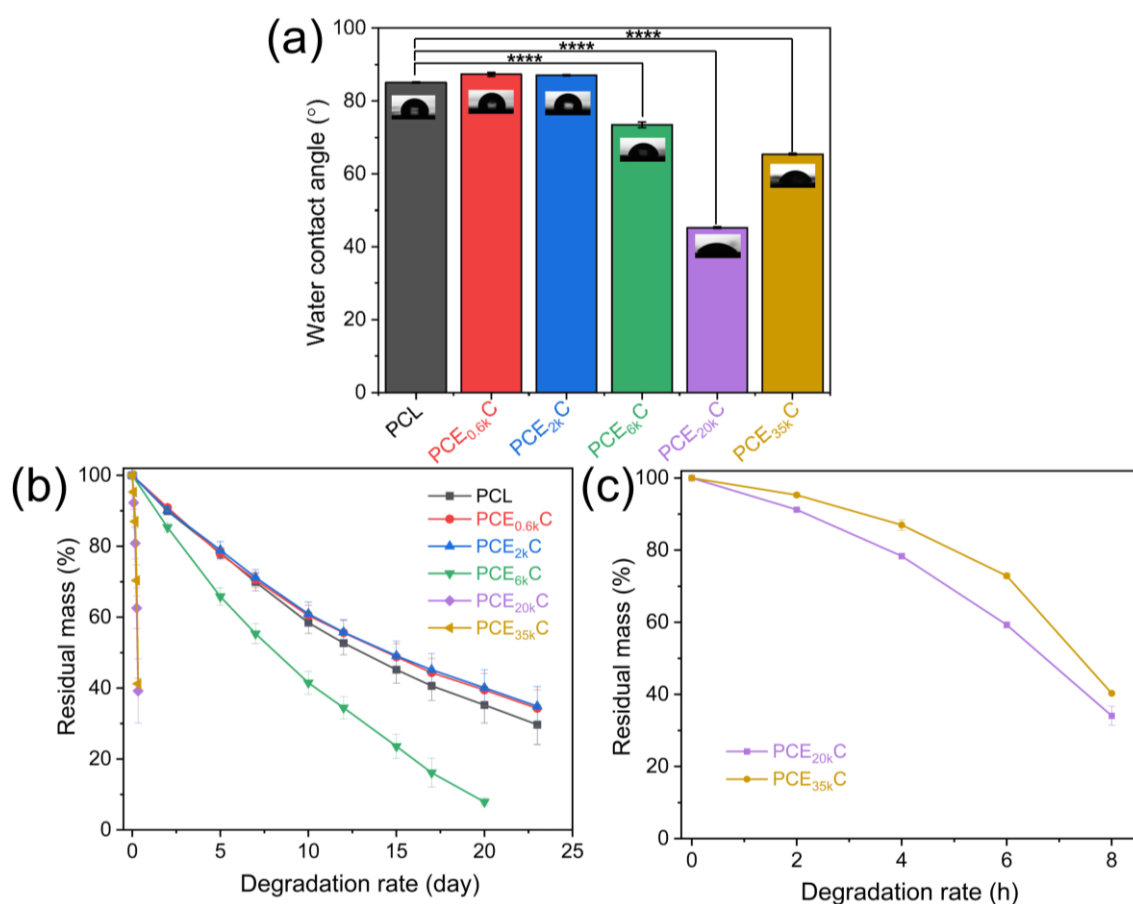 (a)
Water contact angle (°)
100
80
60
40
20
0
****
****
****
PCL
PCE0.6kC
PCE2kC
PCE6kC
PCE20kC
PCE35kC
(b)
Residual mass (%)
100
80
60
40
20
0
PCL
PCE0.6kC
PCE2kC
PCE6kC
PCE20kC
PCE35kC
0 5 10 15 20 25
Degradation rate (day)
(c)
Residual mass (%)
100
80
60
40
20
0
PCE20kC
PCE35kC
0 2 4 6 8
Degradation rate (h)